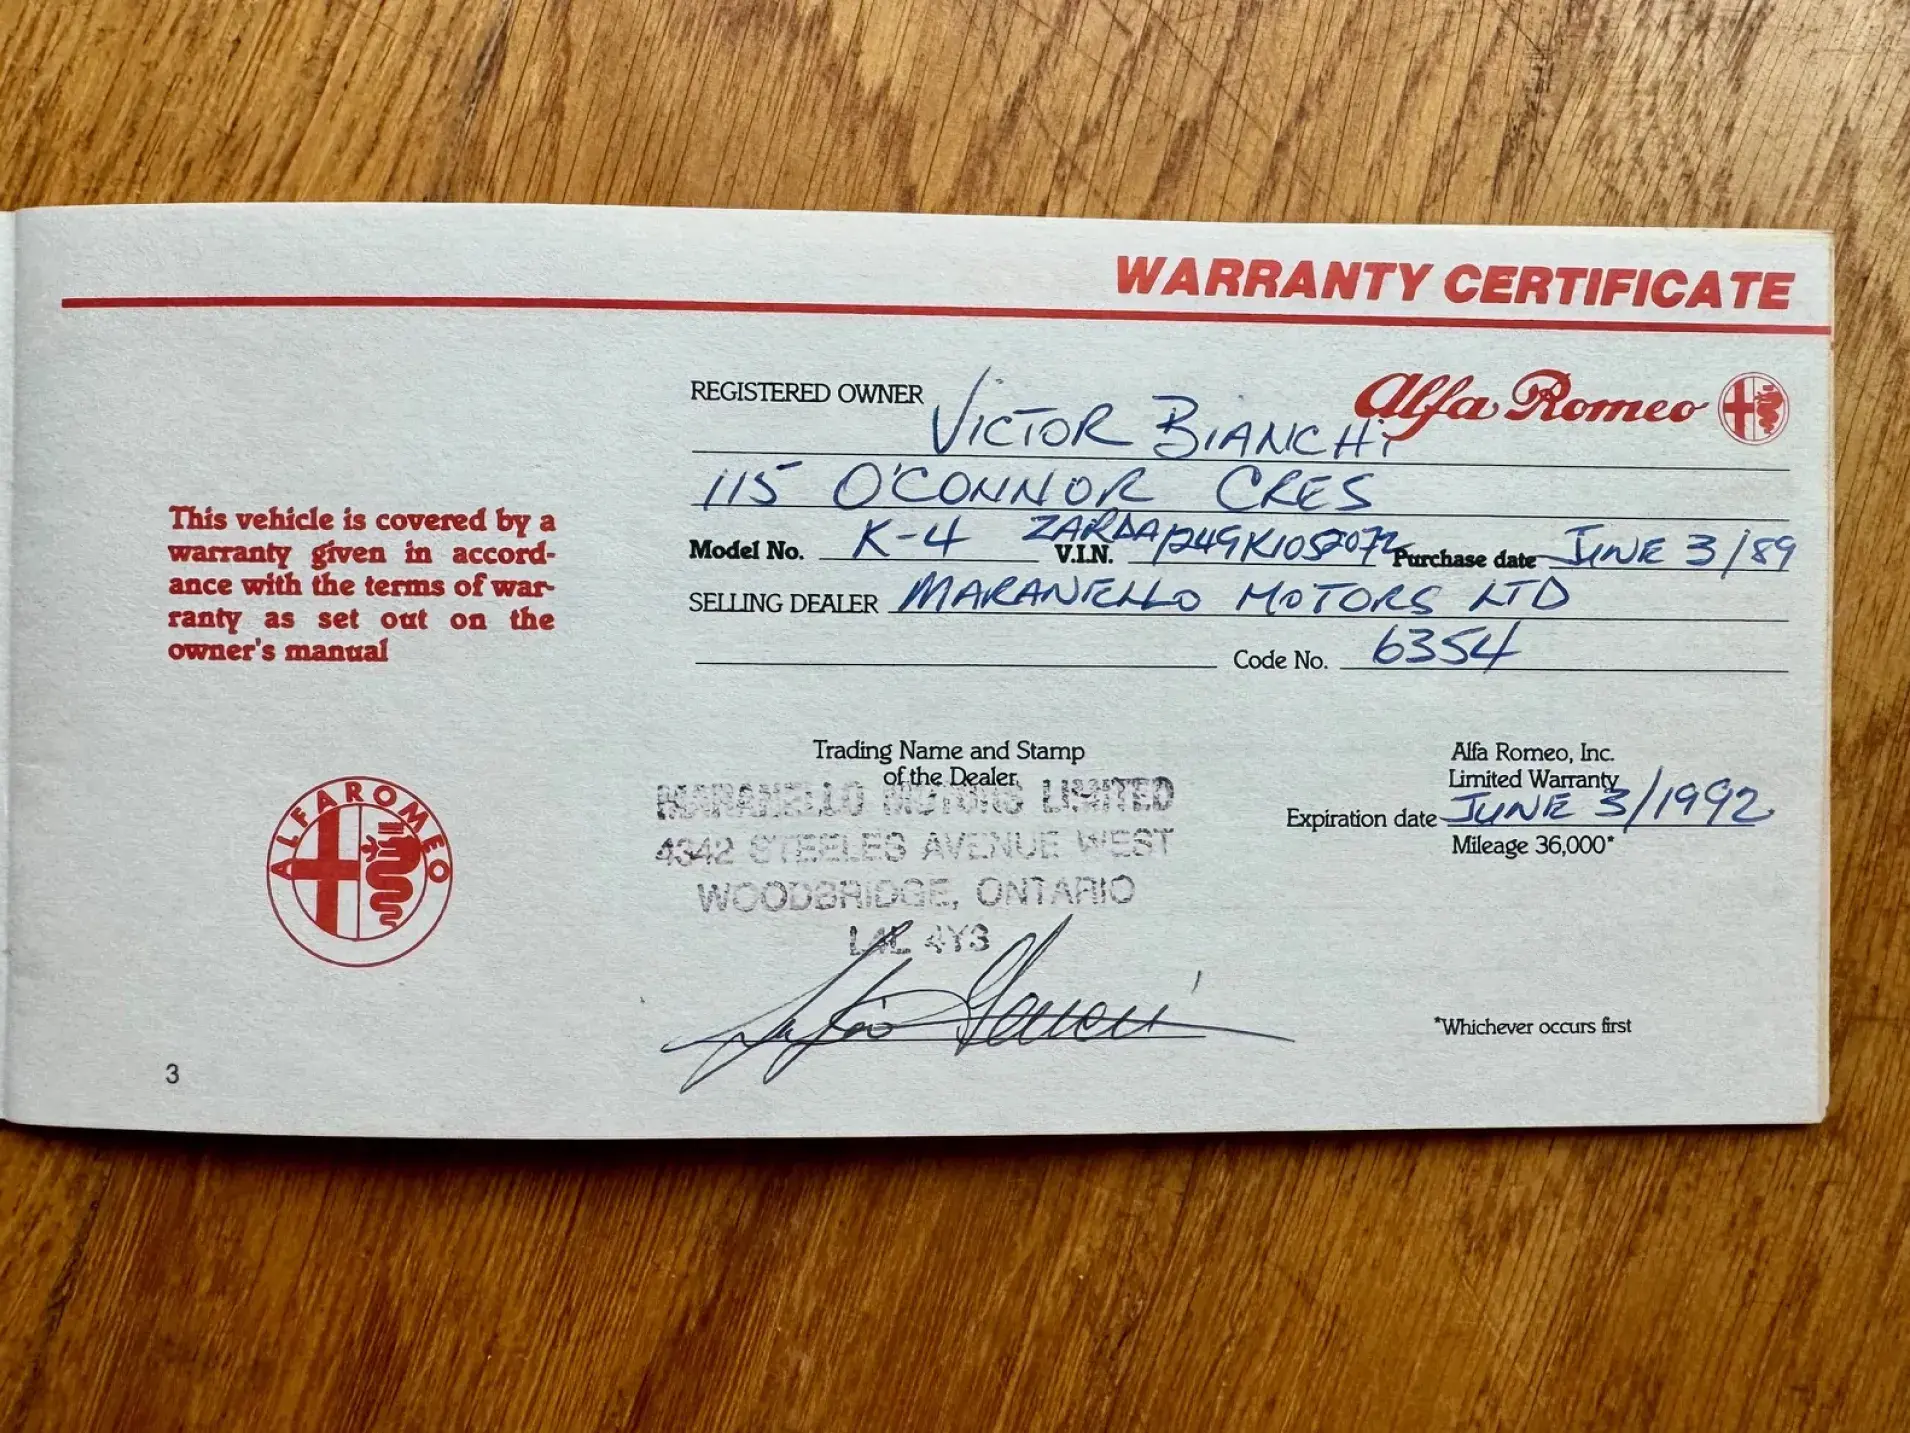 WARRANTY CERTIFICATE
Alfa Romeo
REGISTERED OWNER VICTOR BIANCHI
115 O'CONNOR CRES
Model No. K-4 V.I.N. ZARDA1249K1052072 Purchase date JUNE 3/89
SELLING DEALER MARANELLO MOTORS LTD
Code No. 6354
This vehicle is covered by a
warranty given in accord-
ance with the terms of war-
ranty as set out on the
owner's manual
ALFA ROMEO
Trading Name and Stamp
of the Dealer
MARANELLO MOTORS LIMITED
4342 STEELES AVENUE WEST
WOODBRIDGE, ONTARIO
L4L 4Y3
Alfa Romeo, Inc.
Limited Warranty
Expiration date JUNE 3/1992
Mileage 36,000*
*Whichever occurs first
3